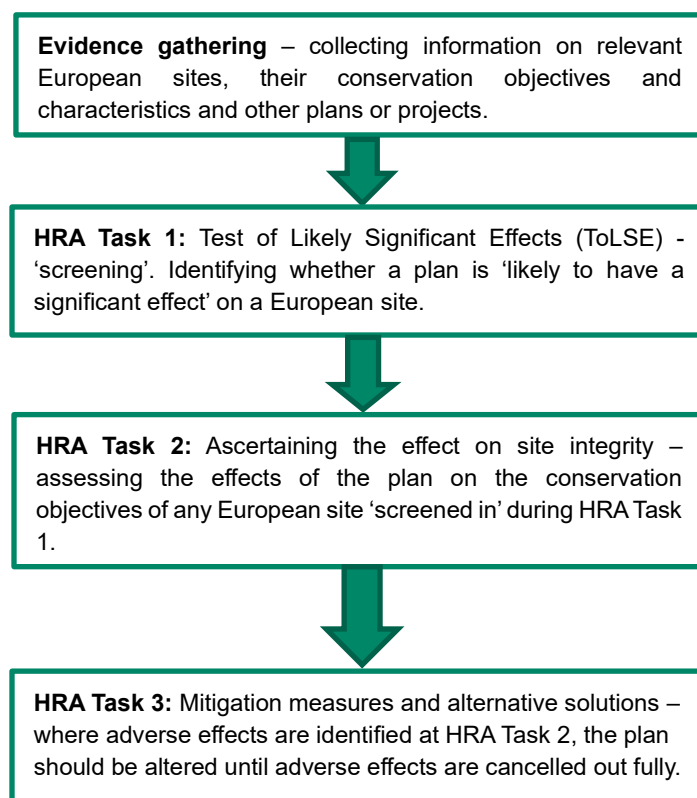 Evidence gathering – collecting information on relevant
European sites, their conservation objectives and
characteristics and other plans or projects.
HRA Task 1: Test of Likely Significant Effects (ToLSE) -
‘screening’. Identifying whether a plan is ‘likely to have a
significant effect’ on a European site.
HRA Task 2: Ascertaining the effect on site integrity –
assessing the effects of the plan on the conservation
objectives of any European site ‘screened in’ during HRA Task
1.
HRA Task 3: Mitigation measures and alternative solutions –
where adverse effects are identified at HRA Task 2, the plan
should be altered until adverse effects are cancelled out fully.